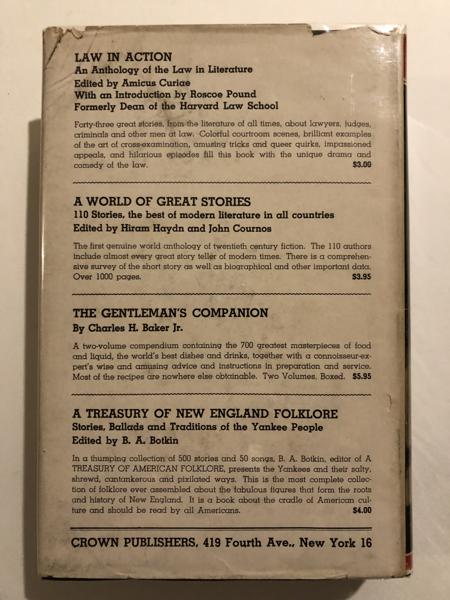 LAW IN ACTION
An Anthology of the Law in Literature
Edited by Amicus Curiae
With an Introduction by Roscoe Pound
Formerly Dean of the Harvard Law School
Forty-three great stories, from the literature of all times, about lawyers, judges,
criminals and other men at law. Colorful courtroom scenes, brilliant examples
of the art of cross-examination, amusing tricks and queer quirks, impassioned
appeals, and hilarious episodes fill this book with the unique drama and
comedy of the law. $3.00
A WORLD OF GREAT STORIES
110 Stories, the best of modern literature in all countries
Edited by Hiram Haydn and John Cournos
The first genuine world anthology of twentieth century fiction. The 110 authors
include almost every great story teller of modern times. There is a comprehen-
sive survey of the short story as well as biographical and other important data.
Over 1000 pages. $3.95
THE GENTLEMAN'S COMPANION
By Charles H. Baker Jr.
A two-volume compendium containing the 700 greatest masterpieces of food
and liquid, the world's best dishes and drinks, together with a connoisseur-ex-
pert's wise and amusing advice and instructions in preparation and service.
Most of the recipes are nowhere else obtainable. Two Volumes, Boxed. $5.95
A TREASURY OF NEW ENGLAND FOLKLORE
Stories, Ballads and Traditions of the Yankee People
Edited by B. A. Botkin
In a thumping collection of 500 stories and 50 songs, B. A. Botkin, editor of A
TREASURY OF AMERICAN FOLKLORE, presents the Yankees and their salty,
shrewd, cantankerous and pixilated ways. This is the most complete collec-
tion of folklore ever assembled about the fabulous figures that form the roots
and history of New England. It is a book about the cradle of American cul-
ture and should be read by all Americans. $4.00
CROWN PUBLISHERS, 419 Fourth Ave., New York 16